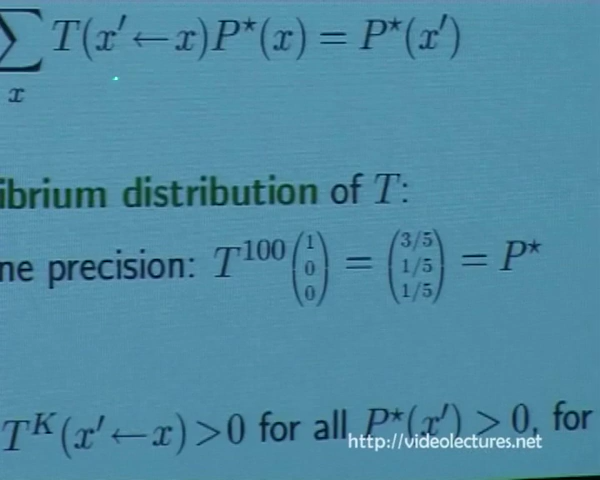 ∑ T(x′←x)P⋆(x) = P⋆(x′)
x
ibrium distribution of T:
ne precision: T¹⁰⁰ (1 0 0) = (3/5 1/5 1/5) = P⋆
Tᴷ(x′←x)>0 for all P⋆(x′) > 0, for
http://videolectures.net